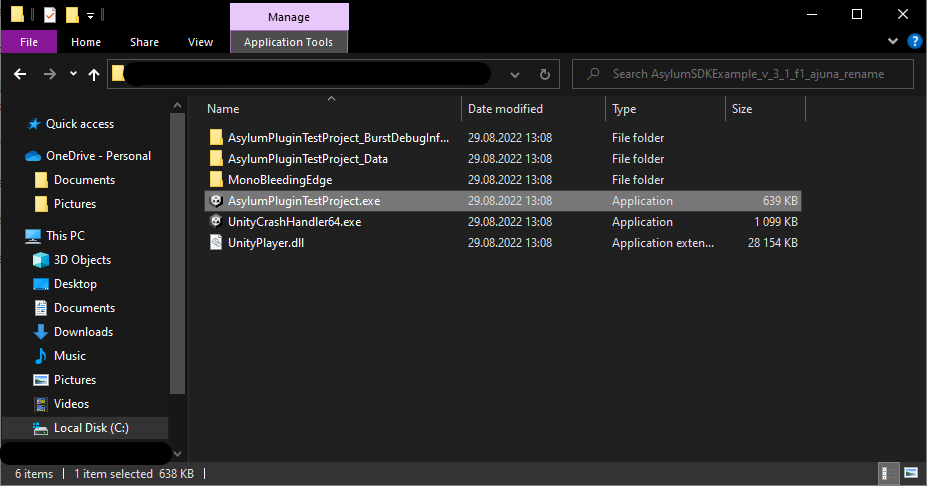 Manage
File Home Share View Application Tools
Search AsylumSDKExample_v_3_1_f1_ajuna_rename
Name Date modified Type Size
Quick access
OneDrive - Personal
Documents
Pictures
This PC
3D Objects
Desktop
Documents
Downloads
Music
Pictures
Videos
Local Disk (C:)
AsylumPluginTestProject_BurstDebugInf... 29.08.2022 13:08 File folder
AsylumPluginTestProject_Data 29.08.2022 13:08 File folder
MonoBleedingEdge 29.08.2022 13:08 File folder
AsylumPluginTestProject.exe 29.08.2022 13:08 Application 639 KB
UnityCrashHandler64.exe 29.08.2022 13:08 Application 1 099 KB
UnityPlayer.dll 29.08.2022 13:08 Application exten... 28 154 KB
6 items 1 item selected 638 KB